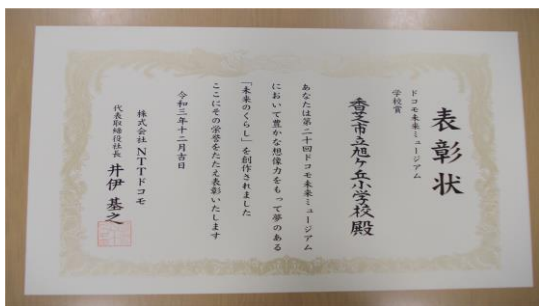 表彰状
ドコモ未来ミュージアム
学校賞
香芝市立旭ケ丘小学校殿
あなたは第二十回ドコモ未来ミュージアム
において豊かな想像力をもって夢のある
「未来のくらし」を創作されました
ここにその栄誉をたたえ表彰いたします
令和三年十二月吉日
株式会社NTTドコモ
代表取締役社長 井伊 基之